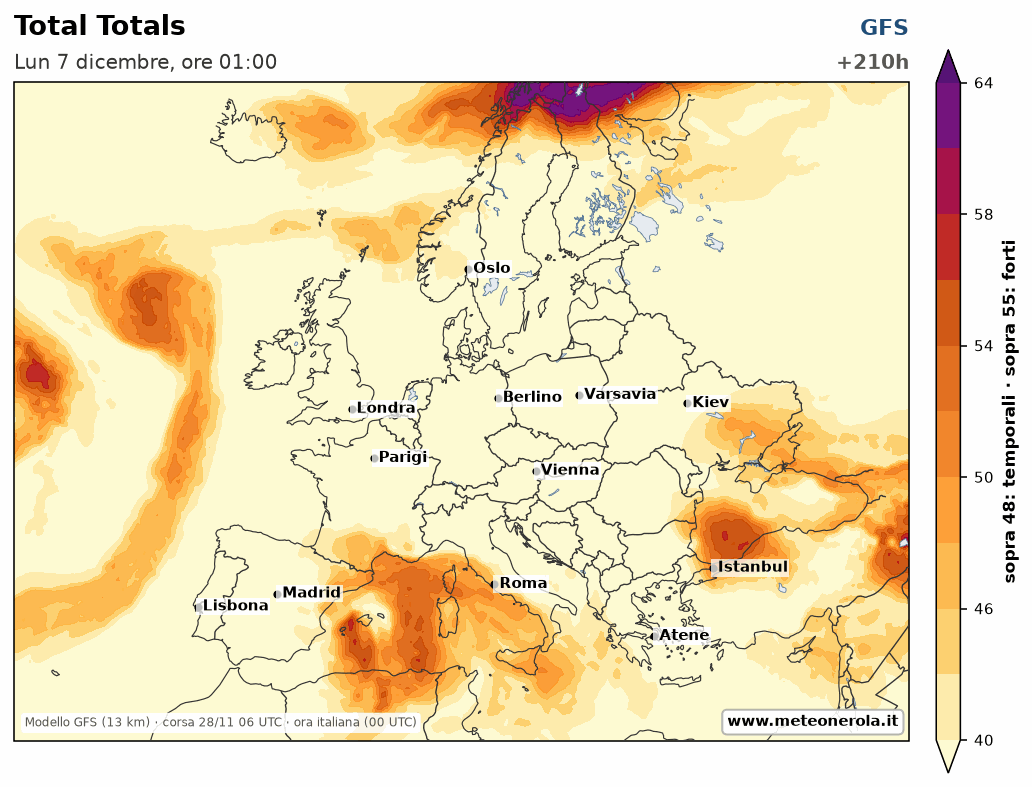 Total Totals
GFS
Lun 7 dicembre, ore 01:00
+210h
64
58
54
50
46
40
sopra 48: temporali · sopra 55: forti
Oslo
Berlino
Varsavia
Kiev
Londra
Parigi
Vienna
Istanbul
Roma
Madrid
Lisbona
Atene
Modello GFS (13 km) · corsa 28/11 06 UTC · ora italiana (00 UTC)
www.meteonerola.it